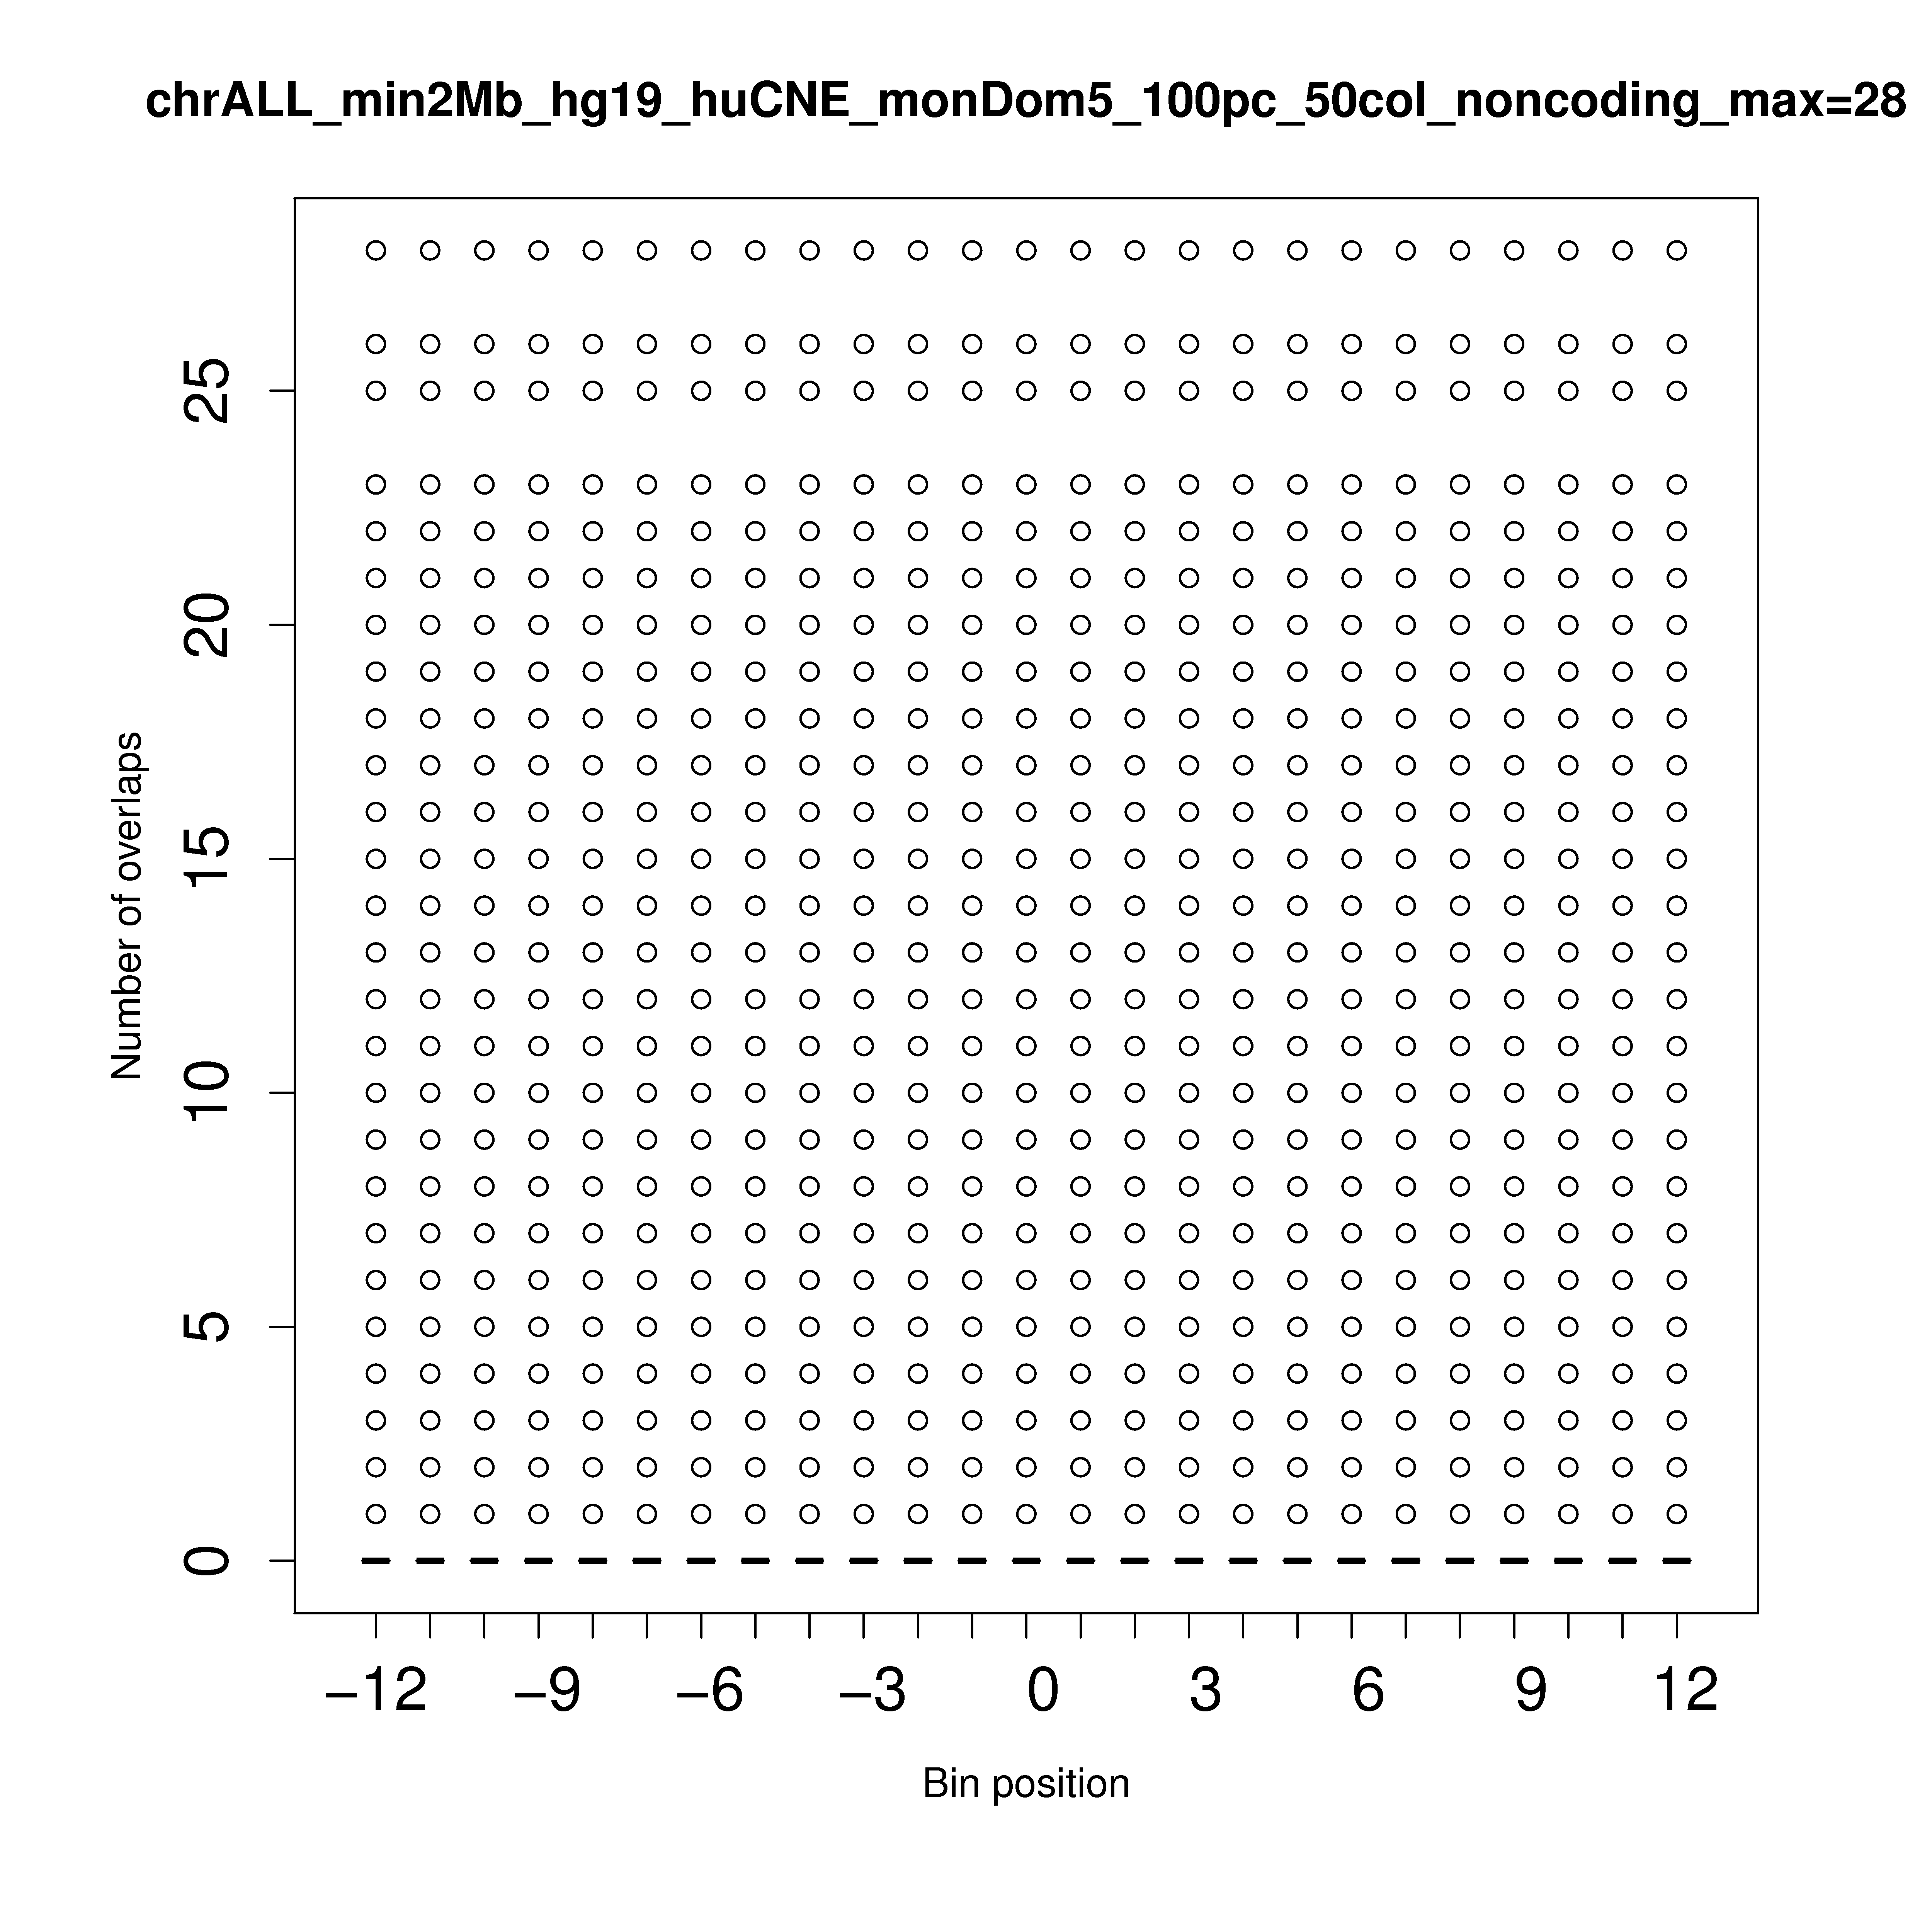 chrALL_min2Mb_hg19_huCNE_monDom5_100pc_50col_noncoding_max=28
Number of overlaps
25
20
15
10
5
0
−12 −9 −6 −3 0 3 6 9 12
Bin position